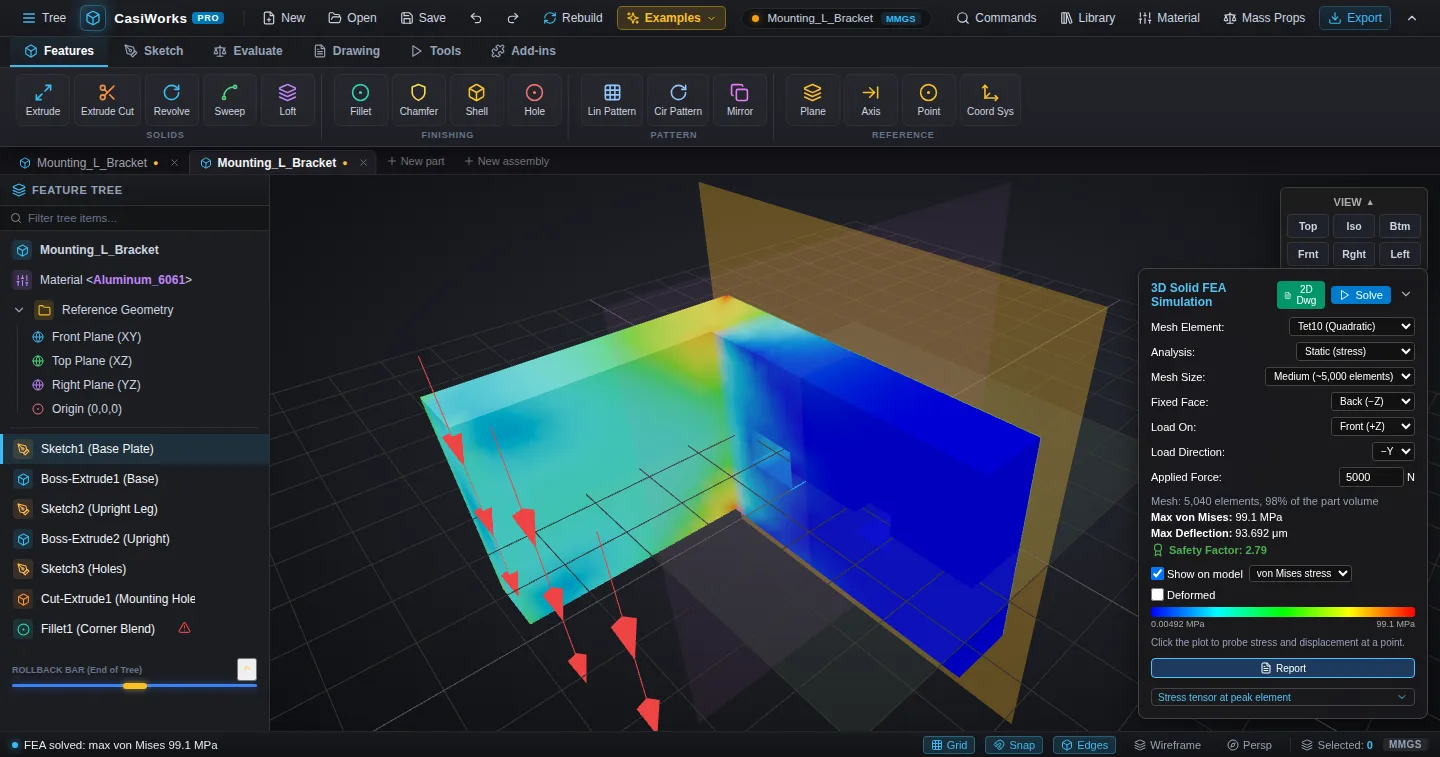 Tree
CasiWorks PRO
New
Open
Save
Rebuild
Examples
Mounting_L_Bracket MMGS
Commands
Library
Material
Mass Props
Export
Features
Sketch
Evaluate
Drawing
Tools
Add-ins
Extrude
Extrude Cut
Revolve
Sweep
Loft
SOLIDS
Fillet
Chamfer
Shell
Hole
FINISHING
Lin Pattern
Cir Pattern
Mirror
PATTERN
Plane
Axis
Point
Coord Sys
REFERENCE
Mounting_L_Bracket
Mounting_L_Bracket
New part
New assembly
FEATURE TREE
Filter tree items...
Mounting_L_Bracket
Material <Aluminum_6061>
Reference Geometry
Front Plane (XY)
Top Plane (XZ)
Right Plane (YZ)
Origin (0,0,0)
Sketch1 (Base Plate)
Boss-Extrude1 (Base)
Sketch2 (Upright Leg)
Boss-Extrude2 (Upright)
Sketch3 (Holes)
Cut-Extrude1 (Mounting Hole
Fillet1 (Corner Blend)
ROLLBACK BAR (End of Tree)
VIEW ▲
Top
Iso
Btm
Frnt
Rght
Left
3D Solid FEA
Simulation
2D
Dwg
Solve
Mesh Element: Tet10 (Quadratic)
Analysis: Static (stress)
Mesh Size: Medium (~5,000 elements)
Fixed Face: Back (−Z)
Load On: Front (+Z)
Load Direction: −Y
Applied Force: 5000 N
Mesh: 5,040 elements, 98% of the part volume
Max von Mises: 99.1 MPa
Max Deflection: 93.692 µm
Safety Factor: 2.79
Show on model von Mises stress
Deformed
0.00492 MPa 99.1 MPa
Click the plot to probe stress and displacement at a point.
Report
Stress tensor at peak element
FEA solved: max von Mises 99.1 MPa
Grid
Snap
Edges
Wireframe
Persp
Selected: 0
MMGS